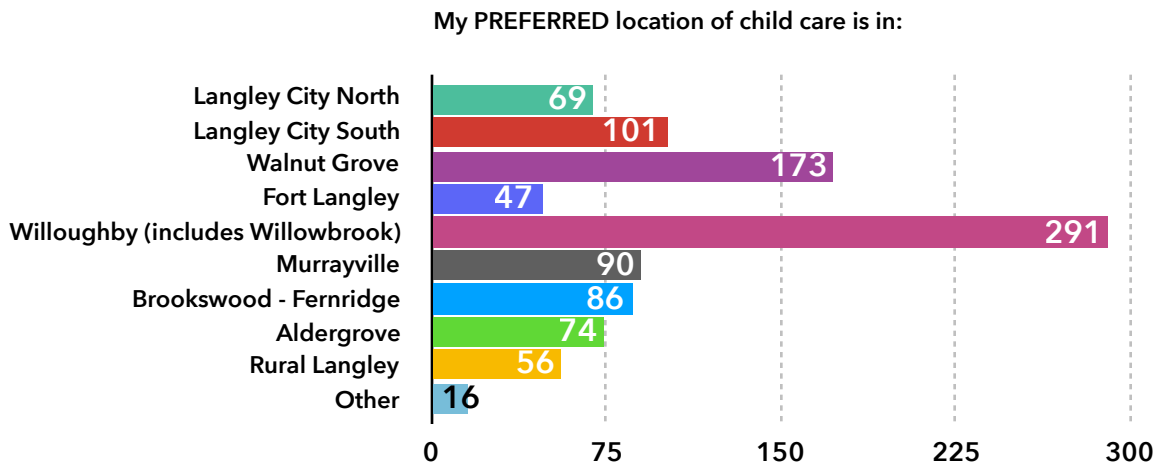 My PREFERRED location of child care is in:
Langley City North 69
Langley City South 101
Walnut Grove 173
Fort Langley 47
Willoughby (includes Willowbrook) 291
Murrayville 90
Brookswood - Fernridge 86
Aldergrove 74
Rural Langley 56
Other 16
0 75 150 225 300